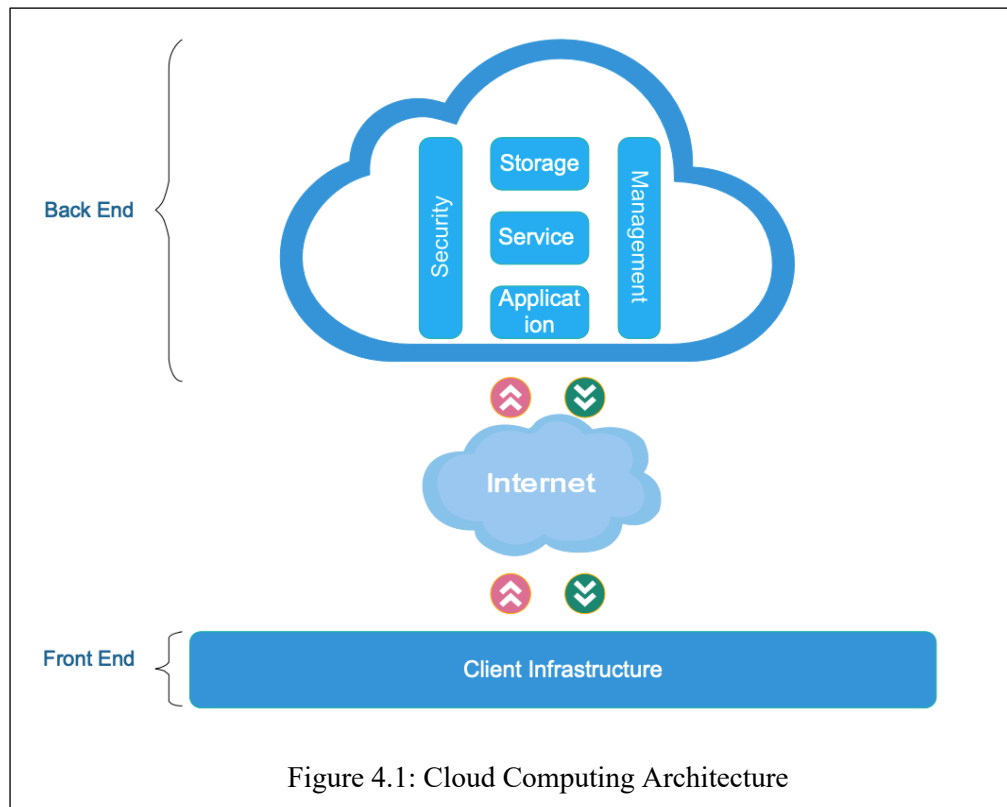 Back End
Security
Storage
Service
Applicat
ion
Management
Internet
Front End
Client Infrastructure
Figure 4.1: Cloud Computing Architecture